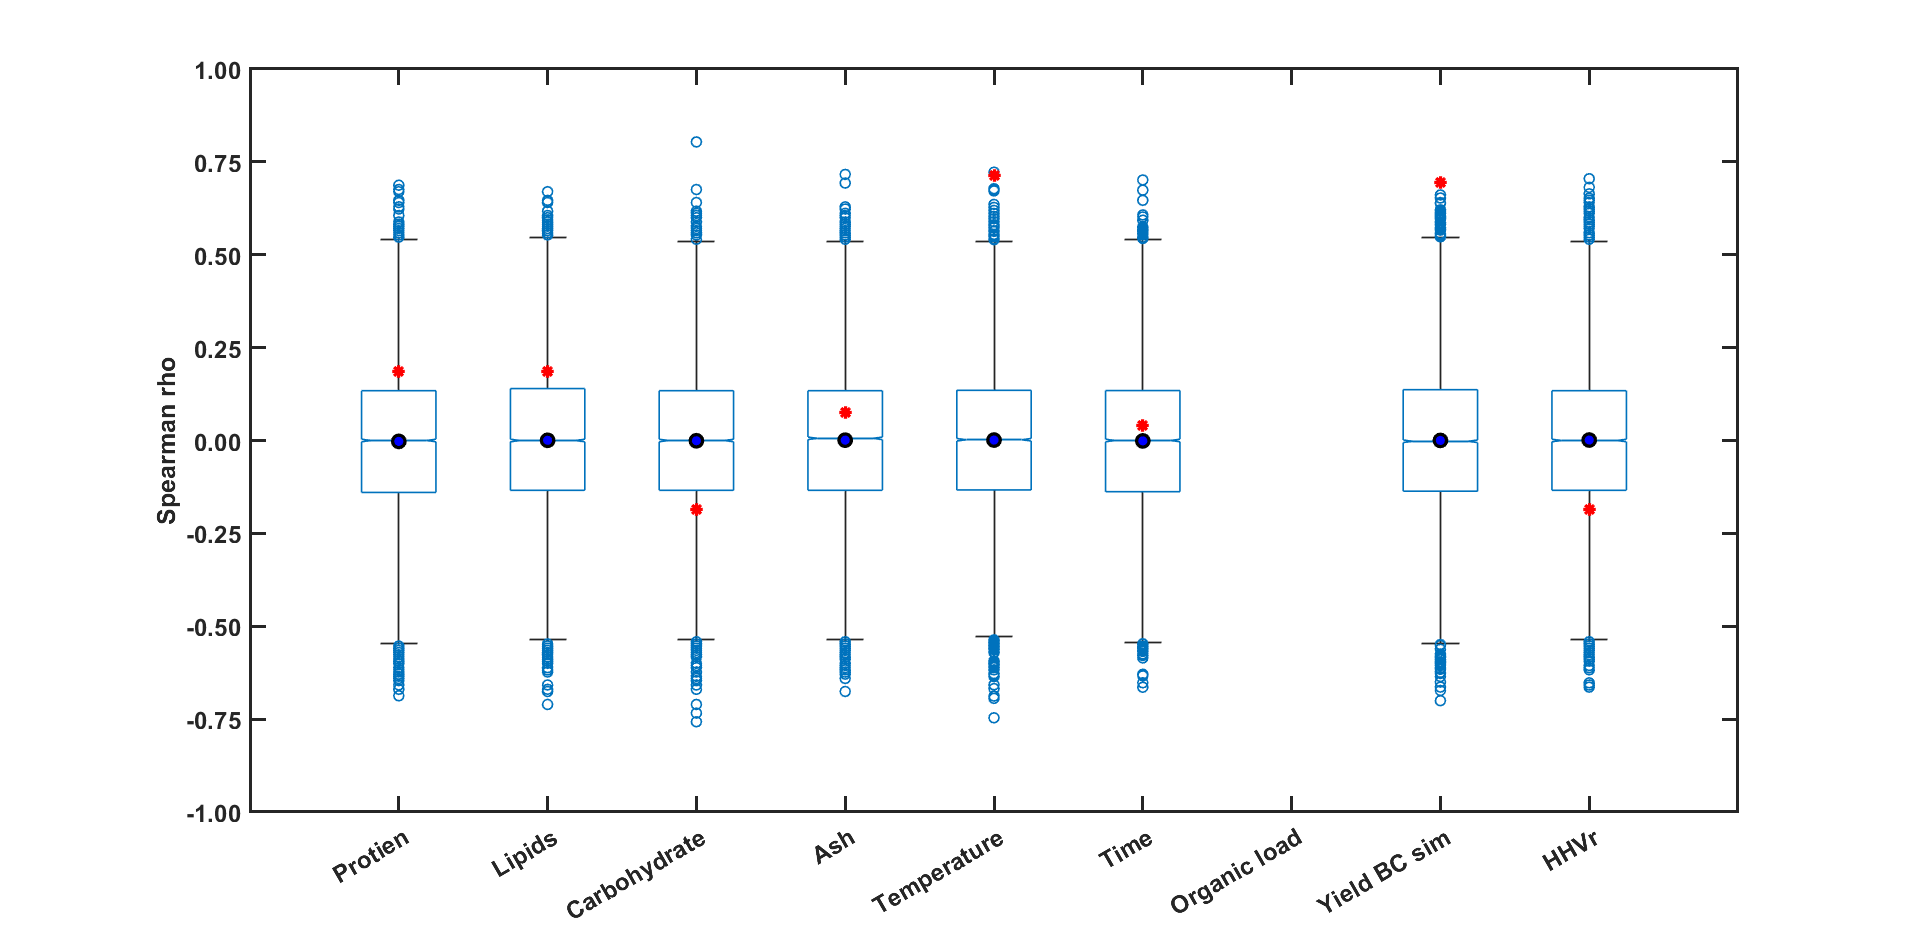 1.00
0.75
0.50
0.25
0.00
-0.25
-0.50
-0.75
-1.00
Spearman rho
Protien
Lipids
Carbohydrate
Ash
Temperature
Time
Organic load
Yield BC sim
HHVr